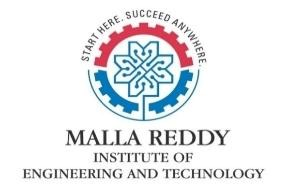 START HERE. SUCCEED ANYWHERE.
MALLA REDDY
INSTITUTE OF
ENGINEERING AND TECHNOLOGY